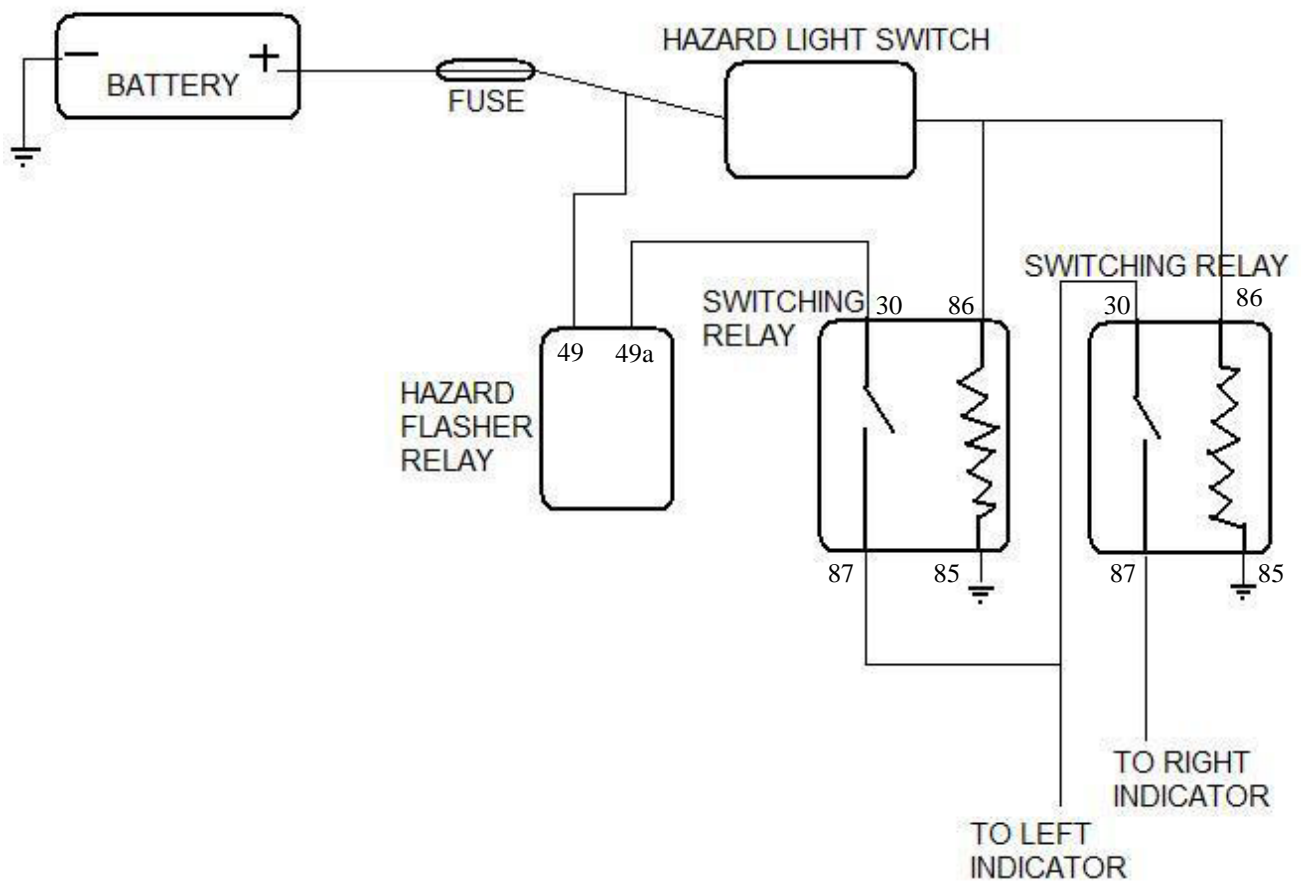 HAZARD LIGHT SWITCH
BATTERY
FUSE
SWITCHING RELAY
SWITCHING
RELAY
30
86
30
86
49
49a
HAZARD
FLASHER
RELAY
87
85
87
85
TO RIGHT
INDICATOR
TO LEFT
INDICATOR